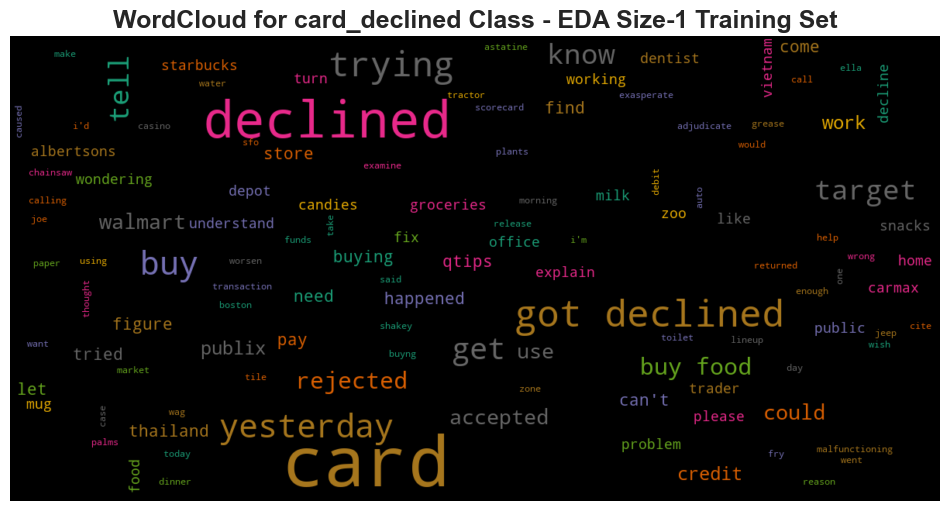 WordCloud for card_declined Class - EDA Size-1 Training Set
make
astatine
come
starbucks
trying
know
dentist
vietnam
tell
water
turn
working
ella
call
decline
tractor
exasperate
scorecard
find
declined
caused
i'd
casino
adjudicate
grease
work
albertsons
sfo
store
plants
would
chainsaw
wondering
examine
debit
auto
calling
depot
candies
groceries
morning
milk
target
joe
walmart
understand
take
release
zoo
like
snacks
funds
fix
office
i'm
help
paper
using
buy
worsen
buying
qtips
explain
returned
wrong
home
thought
transaction
said
one
carmax
boston
need
happened
enough
figure
shakey
got declined
public
jeep
cite
want
tried
publix
pay
buyng
get
use
toilet
lineup
wish
market
tile
rejected
buy food
day
let
zone
trader
mug
case
wag
yesterday
accepted
can't
please
could
palms
thailand
problem
malfunctioning
food
today
card
credit
fry
went
dinner
reason